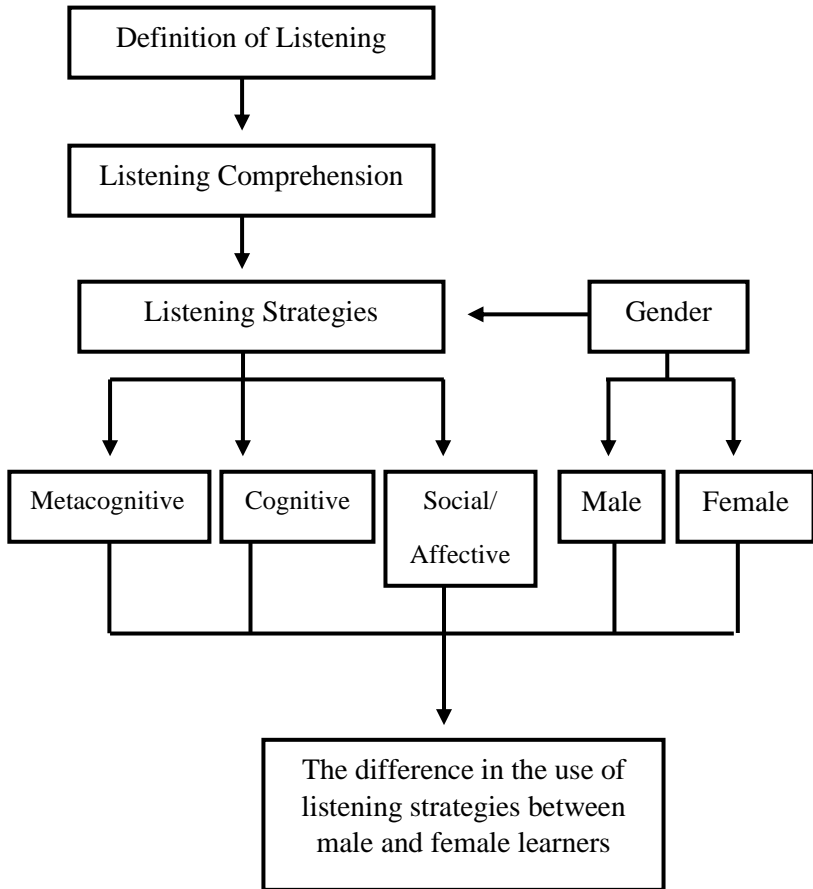 Definition of Listening
Listening Comprehension
Listening Strategies
Gender
Metacognitive
Cognitive
Social/
Affective
Male
Female
The difference in the use of
listening strategies between
male and female learners